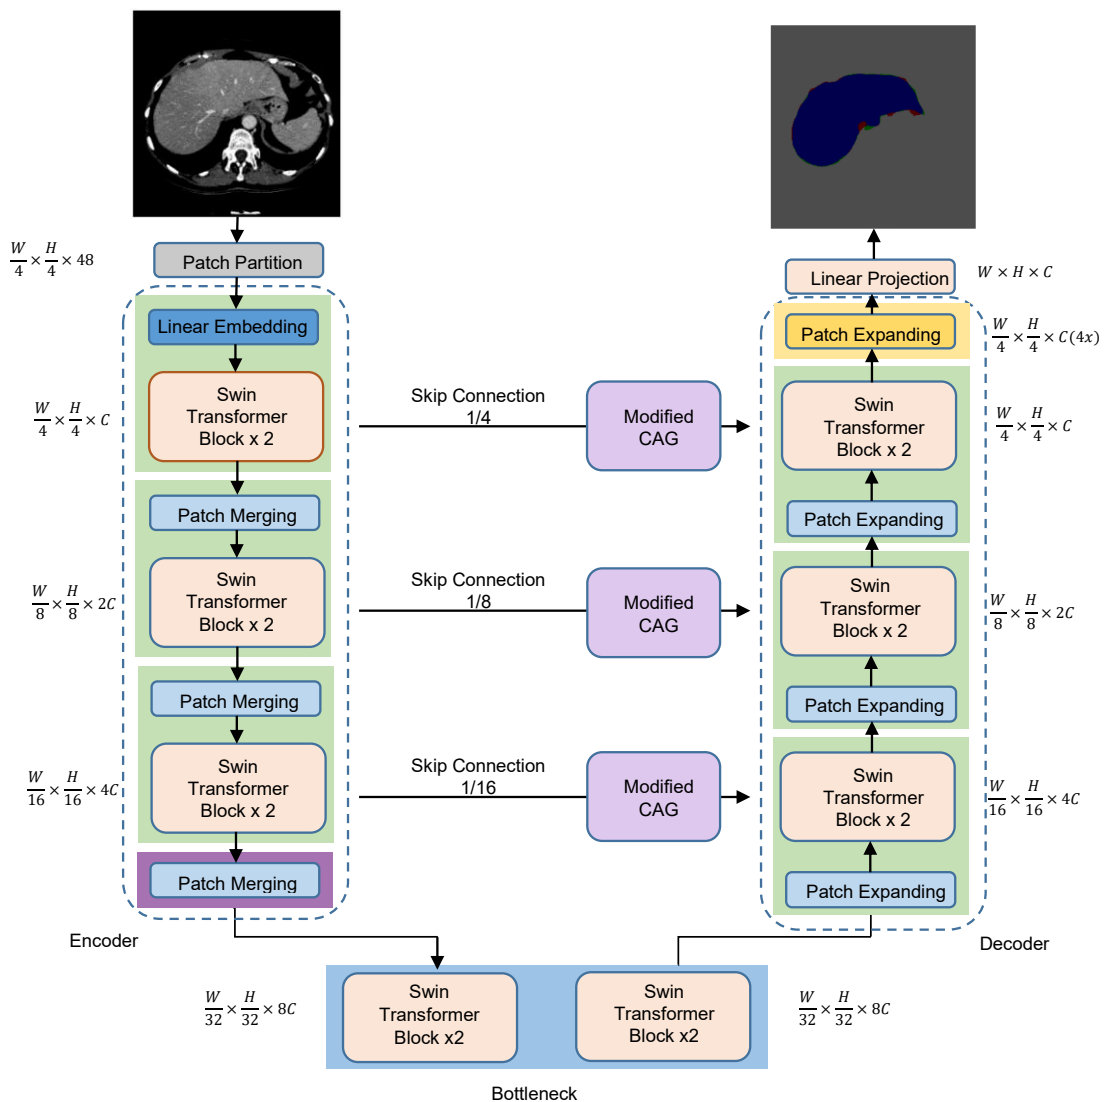 W/4 × H/4 × 48
Patch Partition
Linear Embedding
Swin
Transformer
Block x 2
W/4 × H/4 × C
Patch Merging
Swin
Transformer
Block x 2
W/8 × H/8 × 2C
Patch Merging
Swin
Transformer
Block x 2
W/16 × H/16 × 4C
Patch Merging
Encoder
Skip Connection
1/4
Modified
CAG
Skip Connection
1/8
Modified
CAG
Skip Connection
1/16
Modified
CAG
Linear Projection
W × H × C
Patch Expanding
W/4 × H/4 × C(4x)
Swin
Transformer
Block x 2
W/4 × H/4 × C
Patch Expanding
Swin
Transformer
Block x 2
W/8 × H/8 × 2C
Patch Expanding
Swin
Transformer
Block x 2
W/16 × H/16 × 4C
Patch Expanding
Decoder
W/32 × H/32 × 8C
Swin
Transformer
Block x2
Swin
Transformer
Block x2
W/32 × H/32 × 8C
Bottleneck